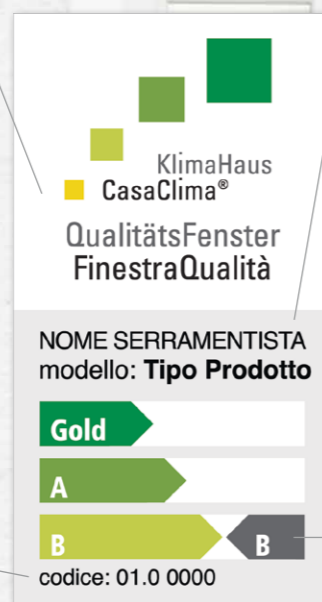 KlimaHaus
CasaClima®
QualitätsFenster
FinestraQualità
NOME SERRAMENTISTA
modello: Tipo Prodotto
Gold
A
B B
codice: 01.0 0000